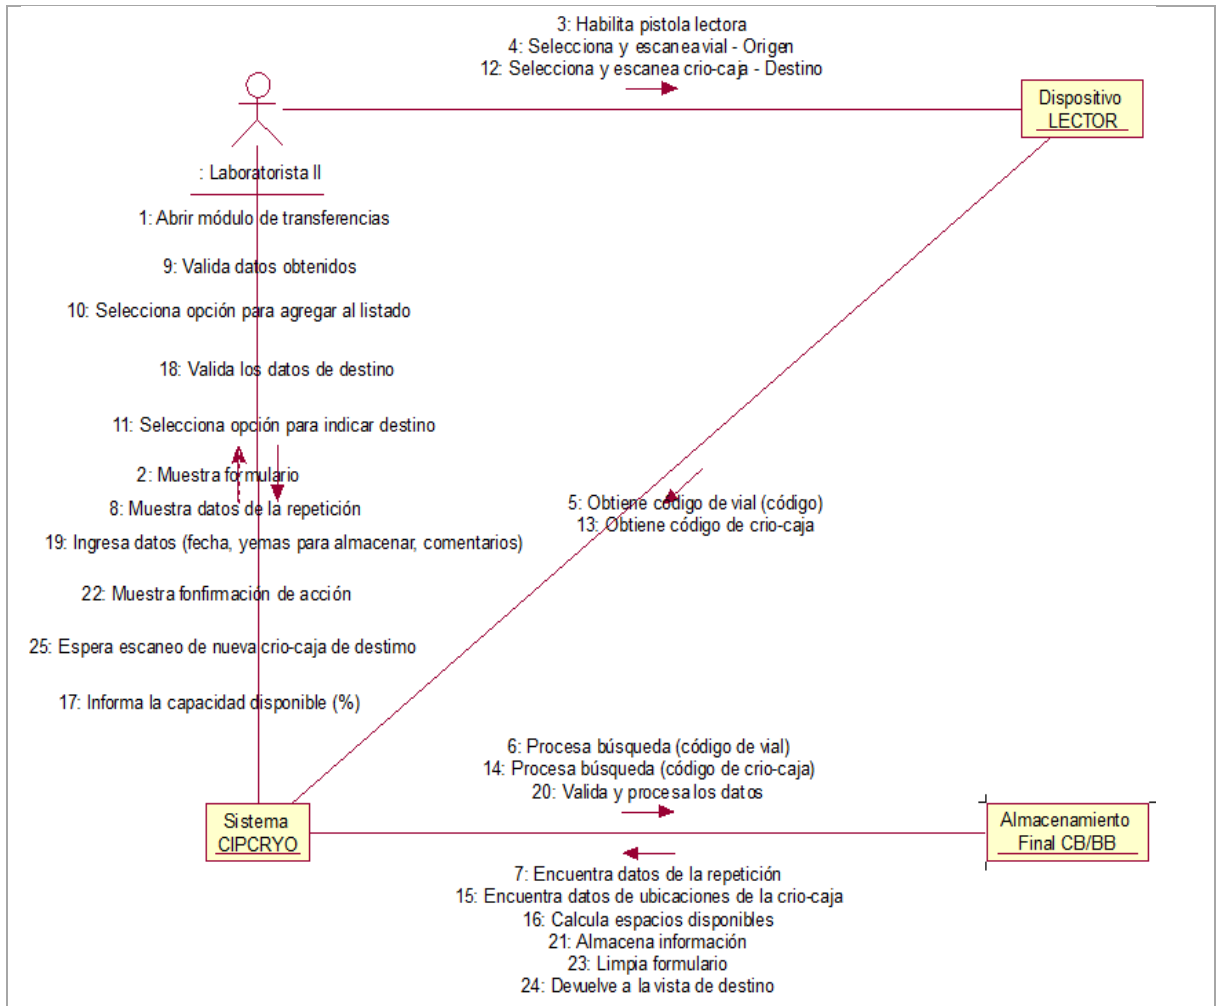 3: Habilita pistola lectora
4: Selecciona y escanea vial - Origen
12: Selecciona y escanea crio-caja - Destino
Dispositivo
LECTOR
: Laboratorista II
1: Abrir módulo de transferencias
9: Valida datos obtenidos
10: Selecciona opción para agregar al listado
18: Valida los datos de destino
11: Selecciona opción para indicar destino
2: Muestra formulario
8: Muestra datos de la repetición
19: Ingresa datos (fecha, yemas para almacenar, comentarios)
22: Muestra fonfirmación de acción
25: Espera escaneo de nueva crio-caja de destimo
17: Informa la capacidad disponible (%)
5: Obtiene código de vial (código)
13: Obtiene código de crio-caja
6: Procesa búsqueda (código de vial)
14: Procesa búsqueda (código de crio-caja)
20: Valida y procesa los datos
Sistema
CIPCRYO
Almacenamiento
Final CB/BB
7: Encuentra datos de la repetición
15: Encuentra datos de ubicaciones de la crio-caja
16: Calcula espacios disponibles
21: Almacena información
23: Limpia formulario
24: Devuelve a la vista de destino